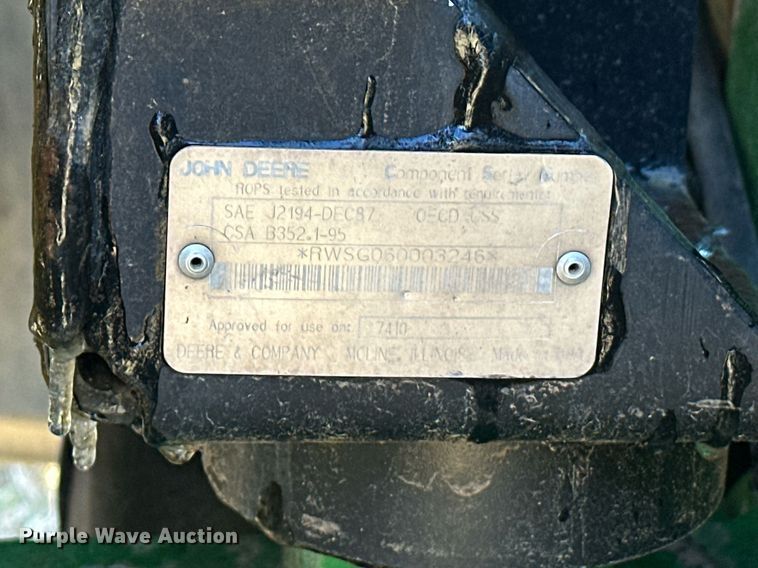 JOHN DEERE Component Serial Number
ROPS tested in accordance with requirements
SAE J2194-DEC87 OECD CSS
CSA B352.1-95
*RWSG060003246*
Approved for use on: 7410
DEERE & COMPANY MOLINE, ILLINOIS Made
Purple Wave Auction